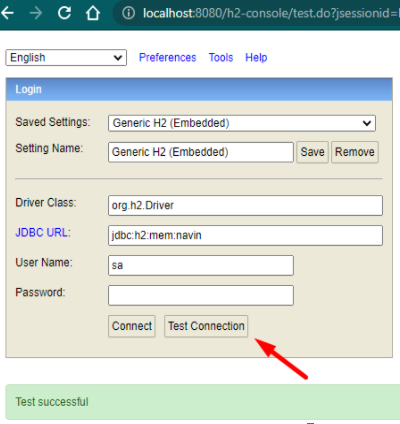 localhost:8080/h2-console/test.do?jsessionid=
English Preferences Tools Help
Login
Saved Settings: Generic H2 (Embedded)
Setting Name: Generic H2 (Embedded) Save Remove
Driver Class: org.h2.Driver
JDBC URL: jdbc:h2:mem:navin
User Name: sa
Password:
Connect Test Connection
Test successful